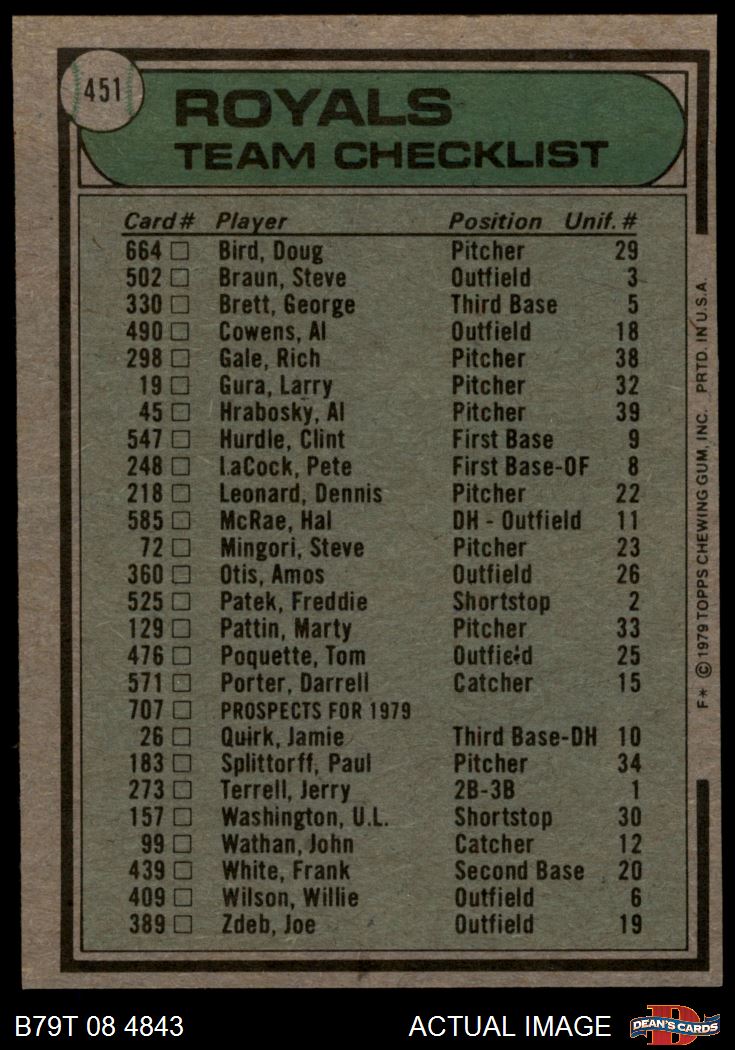 451
ROYALS
TEAM CHECKLIST
Card# Player Position Unif. #
664 Bird, Doug Pitcher 29
502 Braun, Steve Outfield 3
330 Brett, George Third Base 5
490 Cowens, Al Outfield 18
298 Gale, Rich Pitcher 38
19 Gura, Larry Pitcher 32
45 Hrabosky, Al Pitcher 39
547 Hurdle, Clint First Base 9
248 LaCock, Pete First Base-OF 8
218 Leonard, Dennis Pitcher 22
585 McRae, Hal DH - Outfield 11
72 Mingori, Steve Pitcher 23
360 Otis, Amos Outfield 26
525 Patek, Freddie Shortstop 2
129 Pattin, Marty Pitcher 33
476 Poquette, Tom Outfield 25
571 Porter, Darrell Catcher 15
707 PROSPECTS FOR 1979
26 Quirk, Jamie Third Base-DH 10
183 Splittorff, Paul Pitcher 34
273 Terrell, Jerry 2B-3B 1
157 Washington, U.L. Shortstop 30
99 Wathan, John Catcher 12
439 White, Frank Second Base 20
409 Wilson, Willie Outfield 6
389 Zdeb, Joe Outfield 19
F* © 1979 TOPPS CHEWING GUM, INC. PRTD. IN U.S.A.
B79T 08 4843 ACTUAL IMAGE
DEAN'S CARDS